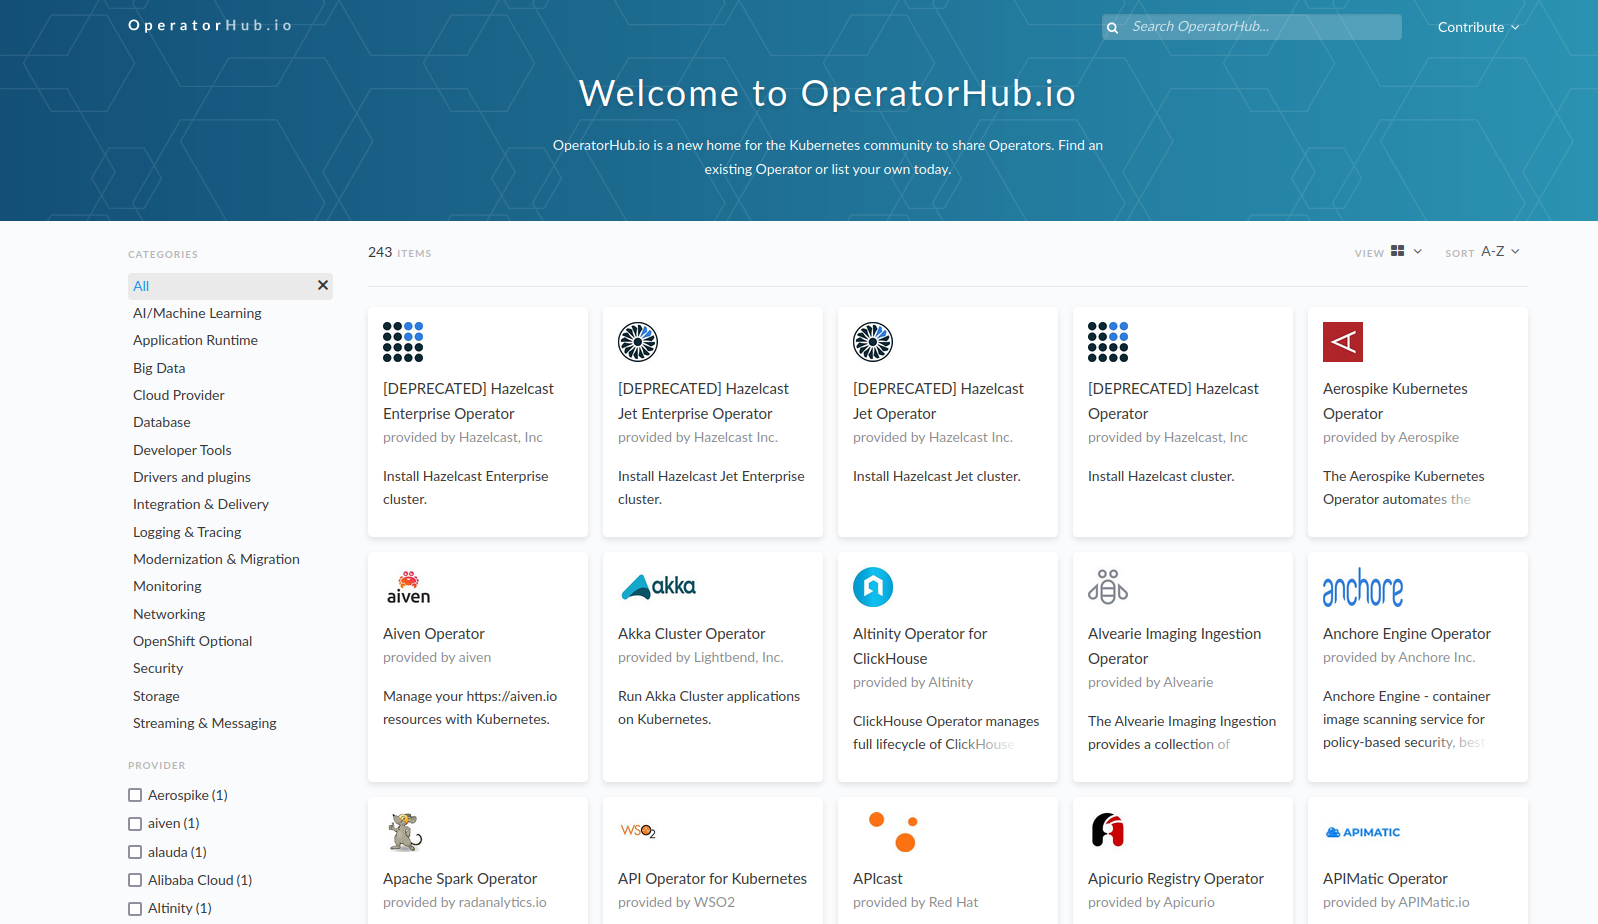 OperatorHub.io
Search OperatorHub...
Contribute
Welcome to OperatorHub.io
OperatorHub.io is a new home for the Kubernetes community to share Operators. Find an
existing Operator or list your own today.
CATEGORIES
All
AI/Machine Learning
Application Runtime
Big Data
Cloud Provider
Database
Developer Tools
Drivers and plugins
Integration & Delivery
Logging & Tracing
Modernization & Migration
Monitoring
Networking
OpenShift Optional
Security
Storage
Streaming & Messaging
PROVIDER
Aerospike (1)
aiven (1)
alauda (1)
Alibaba Cloud (1)
Altinity (1)
243 ITEMS
VIEW
SORT A-Z
[DEPRECATED] Hazelcast
Enterprise Operator
provided by Hazelcast, Inc
Install Hazelcast Enterprise
cluster.
[DEPRECATED] Hazelcast
Jet Enterprise Operator
provided by Hazelcast Inc.
Install Hazelcast Jet Enterprise
cluster.
[DEPRECATED] Hazelcast
Jet Operator
provided by Hazelcast Inc.
Install Hazelcast Jet cluster.
[DEPRECATED] Hazelcast
Operator
provided by Hazelcast, Inc
Install Hazelcast cluster.
Aerospike Kubernetes
Operator
provided by Aerospike
The Aerospike Kubernetes
Operator automates the
aiven
Aiven Operator
provided by aiven
Manage your https://aiven.io
resources with Kubernetes.
akka
Akka Cluster Operator
provided by Lightbend, Inc.
Run Akka Cluster applications
on Kubernetes.
Altinity Operator for
ClickHouse
provided by Altinity
ClickHouse Operator manages
full lifecycle of ClickHouse
Alvearie Imaging Ingestion
Operator
provided by Alvearie
The Alvearie Imaging Ingestion
provides a collection of
anchore
Anchore Engine Operator
provided by Anchore Inc.
Anchore Engine - container
image scanning service for
policy-based security, best
Apache Spark Operator
provided by radanalytics.io
WSO2
API Operator for Kubernetes
provided by WSO2
APIcast
provided by Red Hat
Apicurio Registry Operator
provided by Apicurio
APIMATIC
APIMatic Operator
provided by APIMatic.io